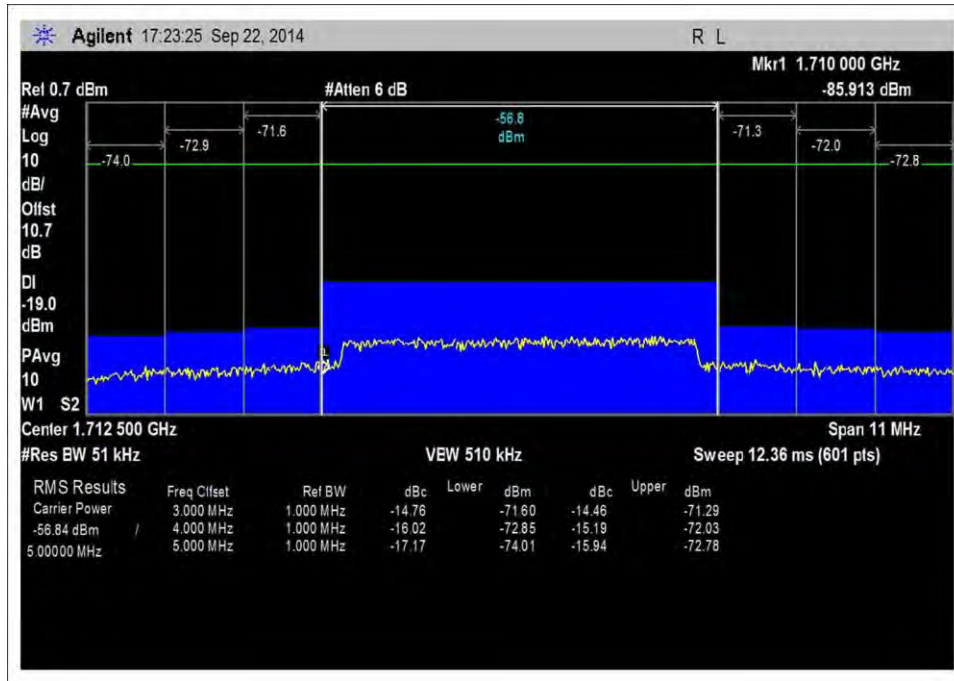 Agilent 17:23:25 Sep 22, 2014 R L
Mkr1 1.710 000 GHz
Ref 0.7 dBm #Atten 6 dB -85.913 dBm
#Avg
Log
10
dB/
Offst
10.7
dB
DI
-19.0
dBm
PAvg
10
W1 S2
-74.0 -72.9 -71.6 -56.8 dBm -71.3 -72.0 -72.8
1
Center 1.712 500 GHz Span 11 MHz
#Res BW 51 kHz VBW 510 kHz Sweep 12.36 ms (601 pts)
RMS Results Freq Offset Ref BW dBc Lower dBm dBc Upper dBm
Carrier Power 3.000 MHz 1.000 MHz -14.76 -71.60 -14.46 -71.29
-56.84 dBm / 4.000 MHz 1.000 MHz -16.02 -72.85 -15.19 -72.03
5.00000 MHz 5.000 MHz 1.000 MHz -17.17 -74.01 -15.94 -72.78